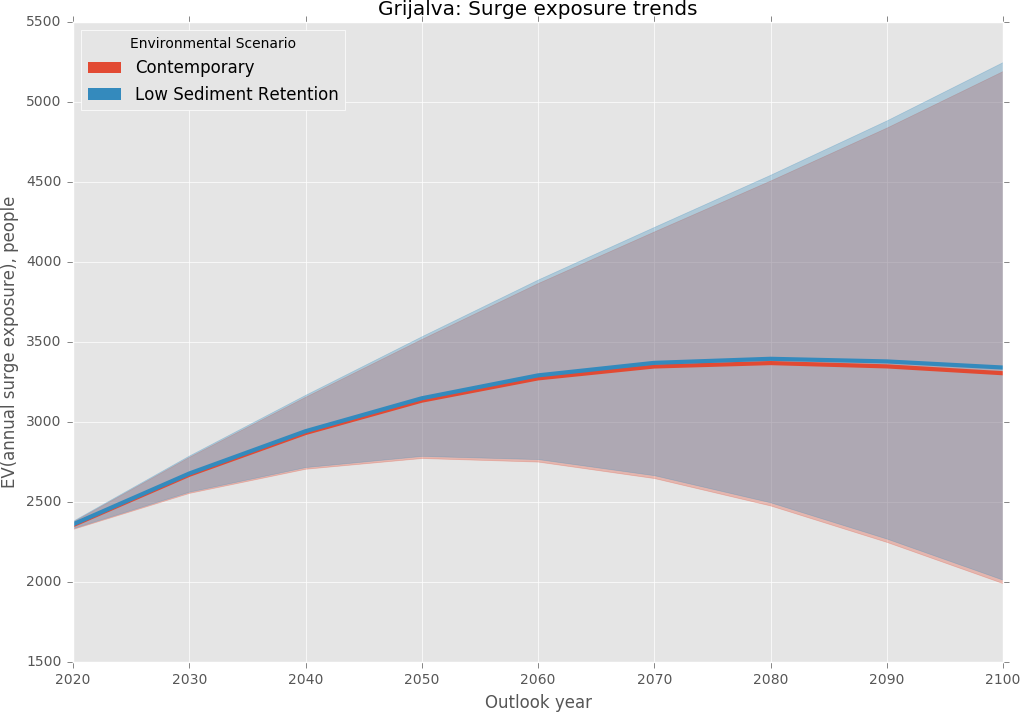 Grijalva: Surge exposure trends
Environmental Scenario
Contemporary
Low Sediment Retention
EV(annual surge exposure), people
5500
5000
4500
4000
3500
3000
2500
2000
1500
2020 2030 2040 2050 2060 2070 2080 2090 2100
Outlook year